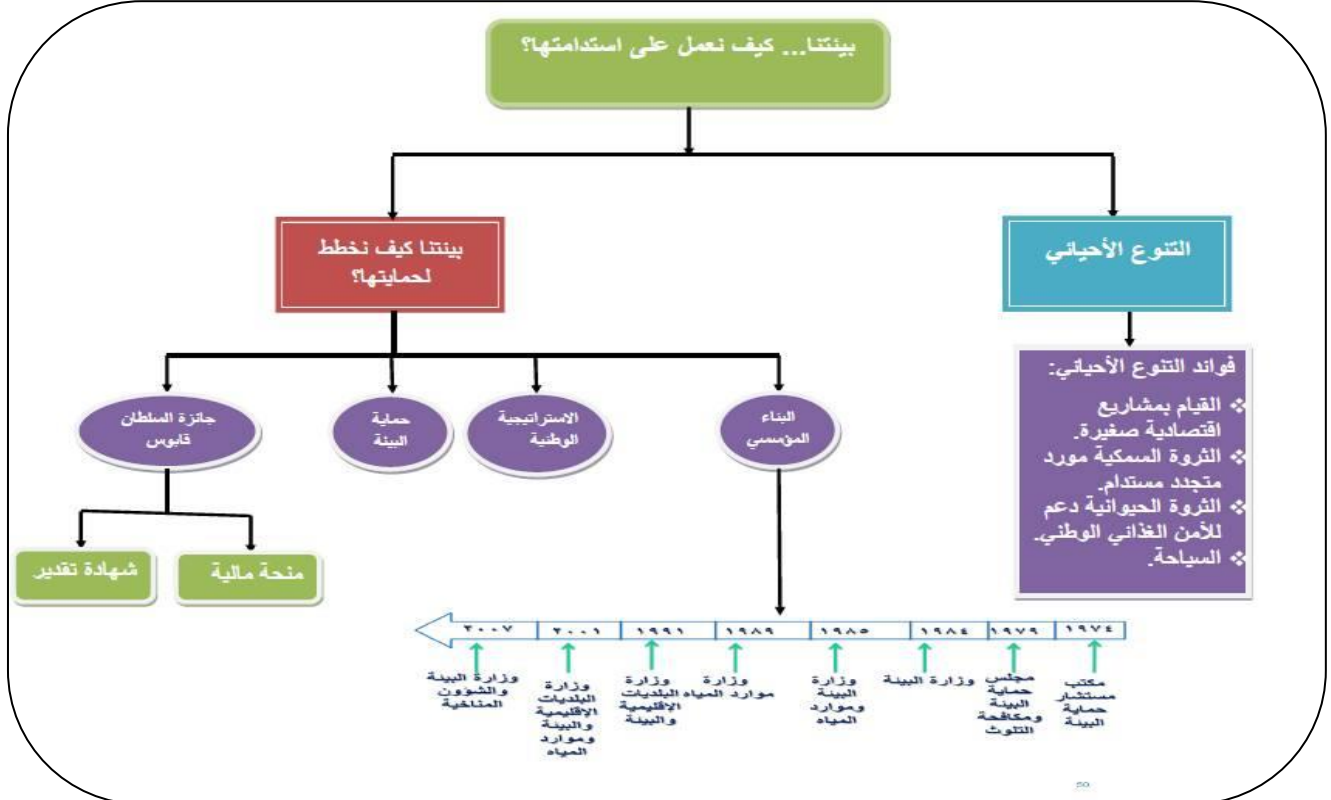 بيئتنا... كيف نعمل على استدامتها؟
التنوع الأحيائي
بيئتنا كيف نخطط
لحمايتها؟
فوائد التنوع الأحيائي:
❖ القيام بمشاريع
اقتصادية صغيرة.
❖ الثروة السمكية مورد
متجدد مستدام.
❖ الثروة الحيوانية دعم
للأمن الغذائي الوطني.
❖ السياحة.
البناء
المؤسسي
الاستراتيجية
الوطنية
حماية
البيئة
جائزة السلطان
قابوس
منحة مالية
شهادة تقدير
١٩٧٤
١٩٧٩
١٩٨٤
١٩٨٥
١٩٨٩
١٩٩١
٢٠٠١
٢٠٠٧
مكتب
مستشار
حماية
البيئة
مجلس
حماية
البيئة
ومكافحة
التلوث
وزارة البيئة
وزارة
البيئة
وموارد
المياه
وزارة
موارد المياه
وزارة
البلديات
الإقليمية
والبيئة
وزارة
البلديات
الإقليمية
والبيئة
وموارد
المياه
وزارة البيئة
والشؤون
المناخية
50